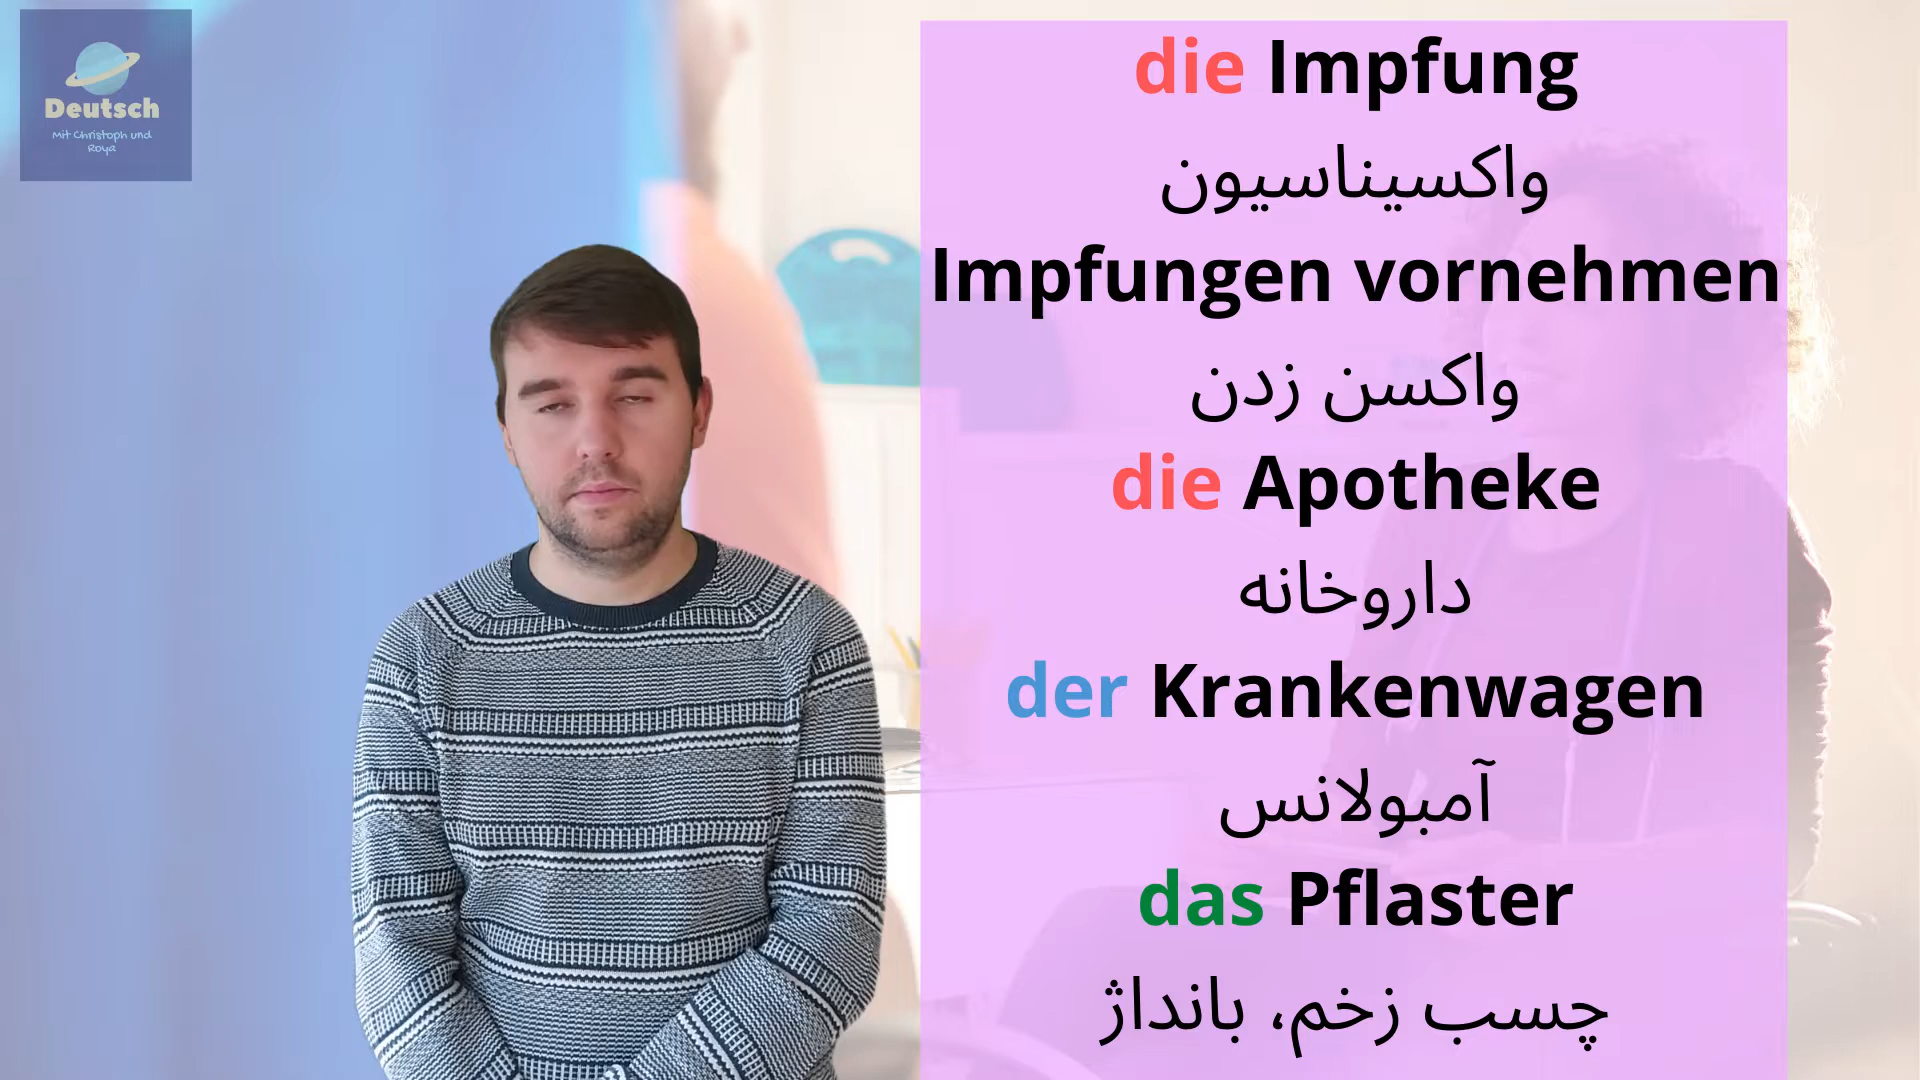 Deutsch
Mit Christoph und
Roya
die Impfung
واکسیناسیون
Impfungen vornehmen
واکسن زدن
die Apotheke
داروخانه
der Krankenwagen
آمبولانس
das Pflaster
چسب زخم، بانداژ